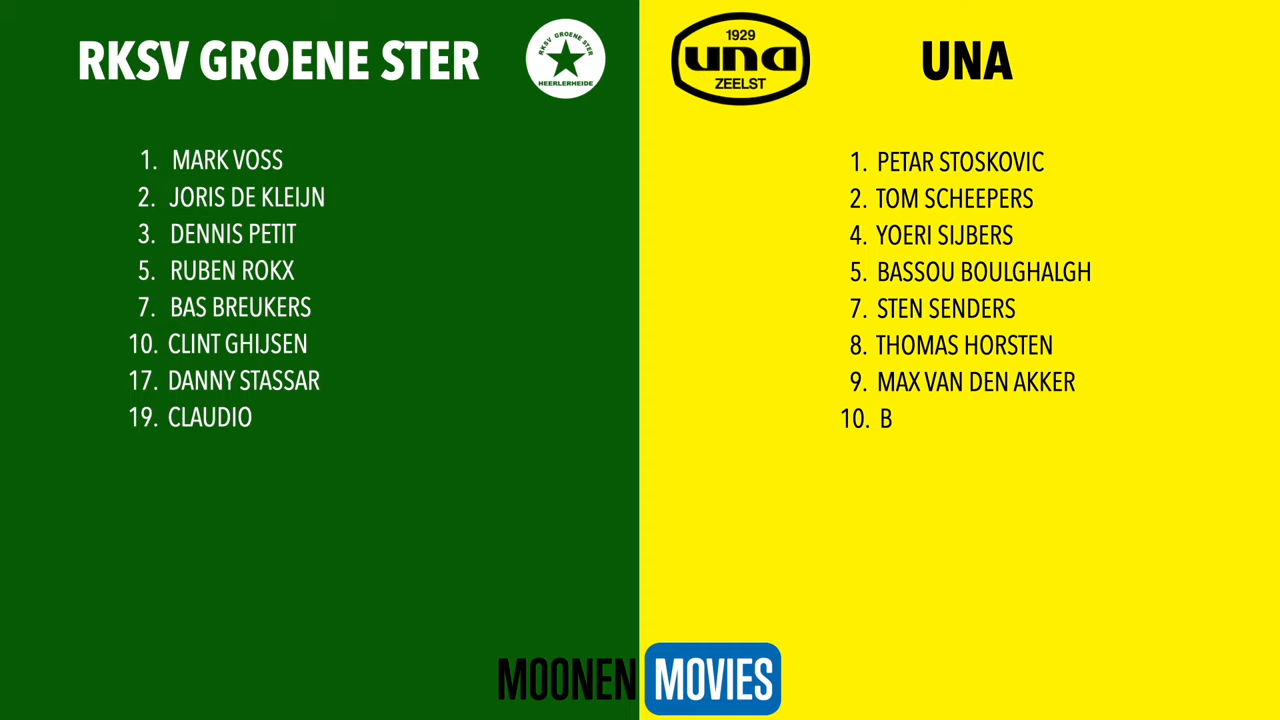 RKSV GROENE STER
RKSV GROENE STER
HEERLERHEIDE
1. MARK VOSS
2. JORIS DE KLEIJN
3. DENNIS PETIT
5. RUBEN ROKX
7. BAS BREUKERS
10. CLINT GHIJSEN
17. DANNY STASSAR
19. CLAUDIO
1929
una
ZEELST
UNA
1. PETAR STOSKOVIC
2. TOM SCHEEPERS
4. YOERI SIJBERS
5. BASSOU BOULGHALGH
7. STEN SENDERS
8. THOMAS HORSTEN
9. MAX VAN DEN AKKER
10. B
MOONEN MOVIES